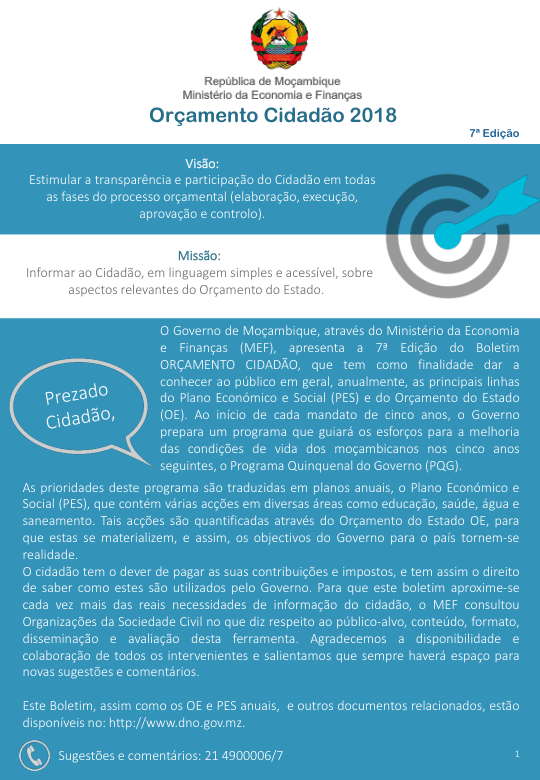 República de Moçambique
Ministério da Economia e Finanças
Orçamento Cidadão 2018
7ª Edição
Visão:
Estimular a transparência e participação do Cidadão em todas
as fases do processo orçamental (elaboração, execução,
aprovação e controlo).
Missão:
Informar ao Cidadão, em linguagem simples e acessível, sobre
aspectos relevantes do Orçamento do Estado.
Prezado
Cidadão,
O Governo de Moçambique, através do Ministério da Economia
e Finanças (MEF), apresenta a 7ª Edição do Boletim
ORÇAMENTO CIDADÃO, que tem como finalidade dar a
conhecer ao público em geral, anualmente, as principais linhas
do Plano Económico e Social (PES) e do Orçamento do Estado
(OE). Ao início de cada mandato de cinco anos, o Governo
prepara um programa que guiará os esforços para a melhoria
das condições de vida dos moçambicanos nos cinco anos
seguintes, o Programa Quinquenal do Governo (PQG).
As prioridades deste programa são traduzidas em planos anuais, o Plano Económico e
Social (PES), que contém várias acções em diversas áreas como educação, saúde, água e
saneamento. Tais acções são quantificadas através do Orçamento do Estado OE, para
que estas se materializem, e assim, os objectivos do Governo para o país tornem-se
realidade.
O cidadão tem o dever de pagar as suas contribuições e impostos, e tem assim o direito
de saber como estes são utilizados pelo Governo. Para que este boletim aproxime-se
cada vez mais das reais necessidades de informação do cidadão, o MEF consultou
Organizações da Sociedade Civil no que diz respeito ao público-alvo, conteúdo, formato,
disseminação e avaliação desta ferramenta. Agradecemos a disponibilidade e
colaboração de todos os intervenientes e salientamos que sempre haverá espaço para
novas sugestões e comentários.
Este Boletim, assim como os OE e PES anuais, e outros documentos relacionados, estão
disponíveis no: http://www.dno.gov.mz.
Sugestões e comentários: 21 4900006/7
1